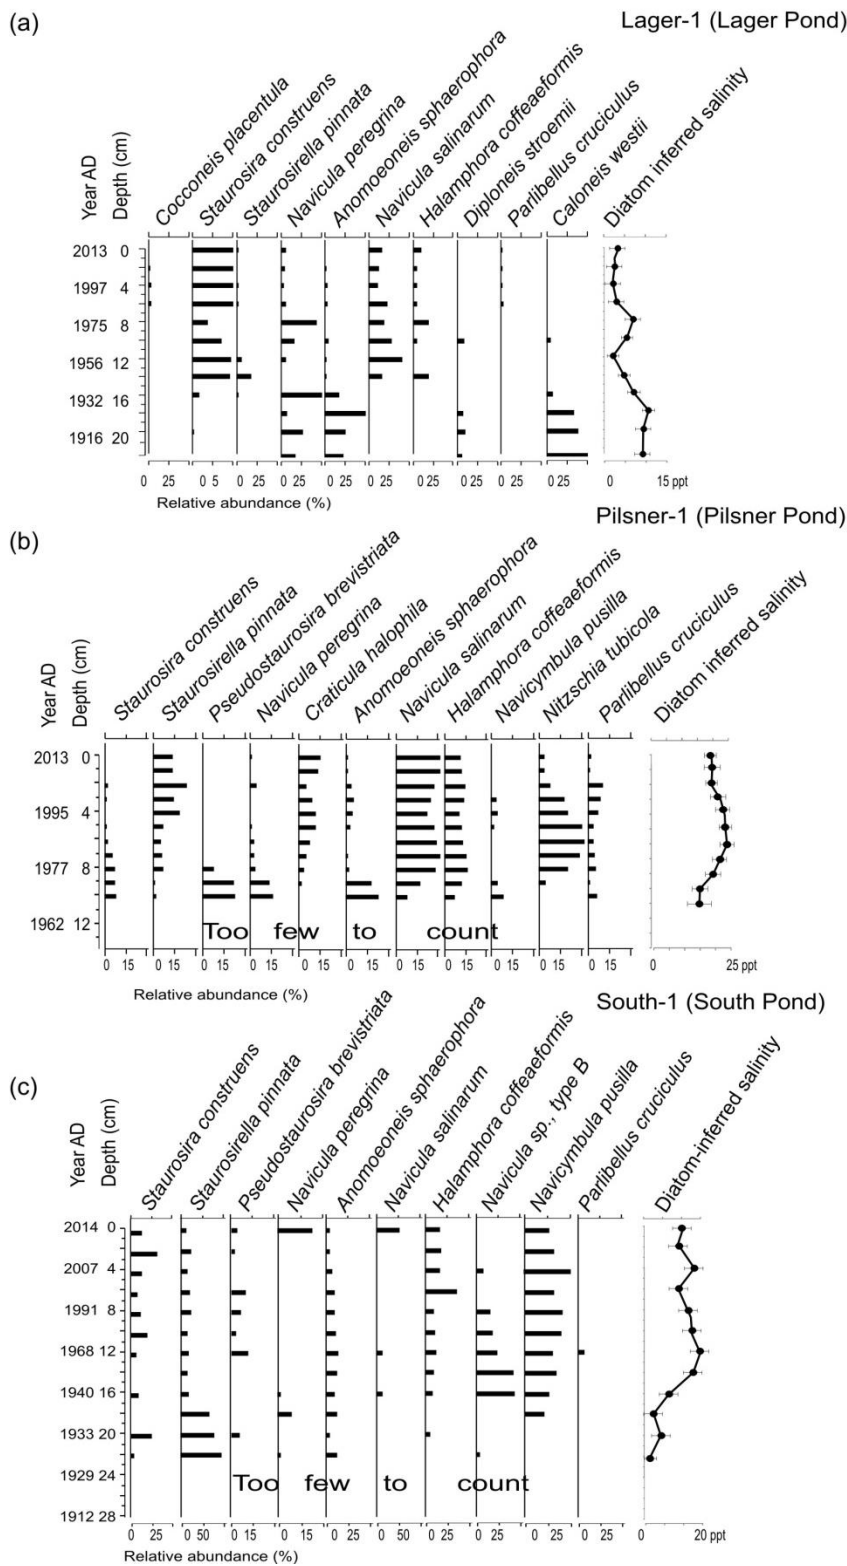 (a)
Lager-1 (Lager Pond)
Year AD
Depth (cm)
Cocconeis placentula
Staurosira construens
Staurosirella pinnata
Navicula peregrina
Anomoeoneis sphaerophora
Navicula salinarum
Halamphora coffeaeformis
Diploneis stroemii
Parlibellus cruciculus
Caloneis westii
Diatom inferred salinity
2013 0
1997 4
1975 8
1956 12
1932 16
1916 20
0 25 0 5 0 25 0 25 0 25 0 25 0 25 0 25 0 25 0 25 0 15 ppt
Relative abundance (%)
Pilsner-1 (Pilsner Pond)
(b)
Year AD
Depth (cm)
Staurosira construens
Staurosirella pinnata
Pseudostaurosira brevistriata
Navicula peregrina
Craticula halophila
Anomoeoneis sphaerophora
Navicula salinarum
Halamphora coffeaeformis
Navicymbula pusilla
Nitzschia tubicola
Parlibellus cruciculus
Diatom inferred salinity
2013 0
1995 4
1977 8
1962 12
Too few to count
0 15 0 15 0 15 0 15 0 15 0 15 0 15 0 15 0 15 0 15 0 15 0 25 ppt
Relative abundance (%)
South-1 (South Pond)
(c)
Year AD
Depth (cm)
Staurosira construens
Staurosirella pinnata
Pseudostaurosira brevistriata
Navicula peregrina
Anomoeoneis sphaerophora
Navicula salinarum
Halamphora coffeaeformis
Navicula sp., type B
Navicymbula pusilla
Parlibellus cruciculus
Diatom-inferred salinity
2014 0
2007 4
1991 8
1968 12
1940 16
1933 20
1929 24
1912 28
Too few to count
0 25 0 50 0 15 0 15 0 25 0 50 0 25 0 25 0 25 0 25 0 20 ppt
Relative abundance (%)